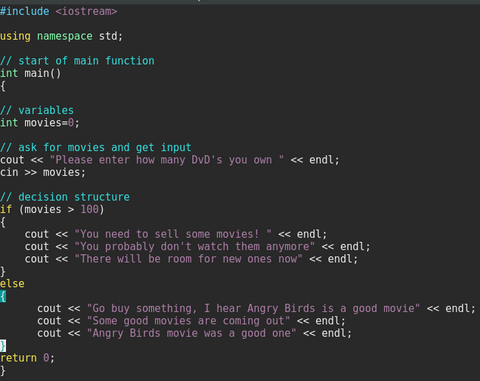 #include <iostream>
using namespace std;
// start of main function
int main()
{
// variables
int movies=0;
// ask for movies and get input
cout << "Please enter how many DvD's you own " << endl;
cin >> movies;
// decision structure
if (movies > 100)
{
    cout << "You need to sell some movies! " << endl;
    cout << "You probably don't watch them anymore" << endl;
    cout << "There will be room for new ones now" << endl;
}
else
{
      cout << "Go buy something, I hear Angry Birds is a good movie" << endl;
      cout << "Some good movies are coming out" << endl;
      cout << "Angry Birds movie was a good one" << endl;
}
return 0;
}